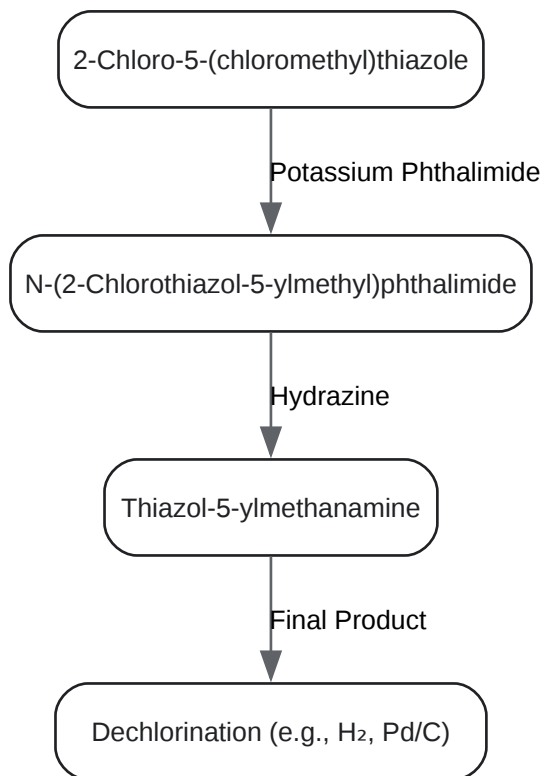 2-Chloro-5-(chloromethyl)thiazole
Potassium Phthalimide
N-(2-Chlorothiazol-5-ylmethyl)phthalimide
Hydrazine
Thiazol-5-ylmethanamine
Final Product
Dechlorination (e.g., H₂, Pd/C)